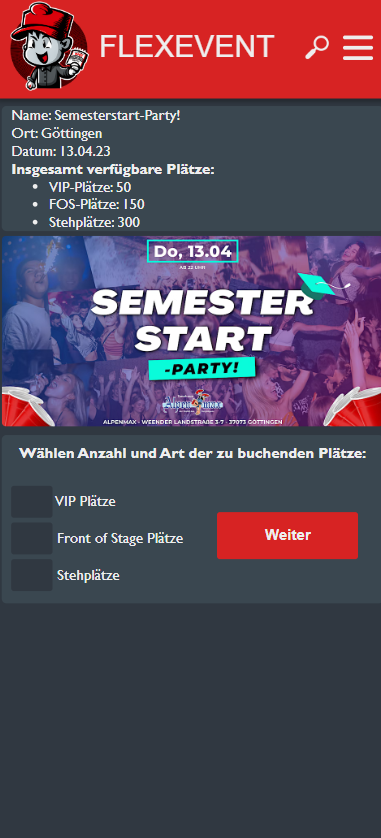 FLEXEVENT
Name: Semesterstart-Party!
Ort: Göttingen
Datum: 13.04.23
Insgesamt verfügbare Plätze:
• VIP-Plätze: 50
• FOS-Plätze: 150
• Stehplätze: 300
Do, 13.04
AB 22 UHR
SEMESTER
START
-PARTY!
ALPENMAX - WEENDER LANDSTRAßE 3-7 - 37073 GÖTTINGEN
Wählen Anzahl und Art der zu buchenden Plätze:
VIP Plätze
Front of Stage Plätze
Weiter
Stehplätze